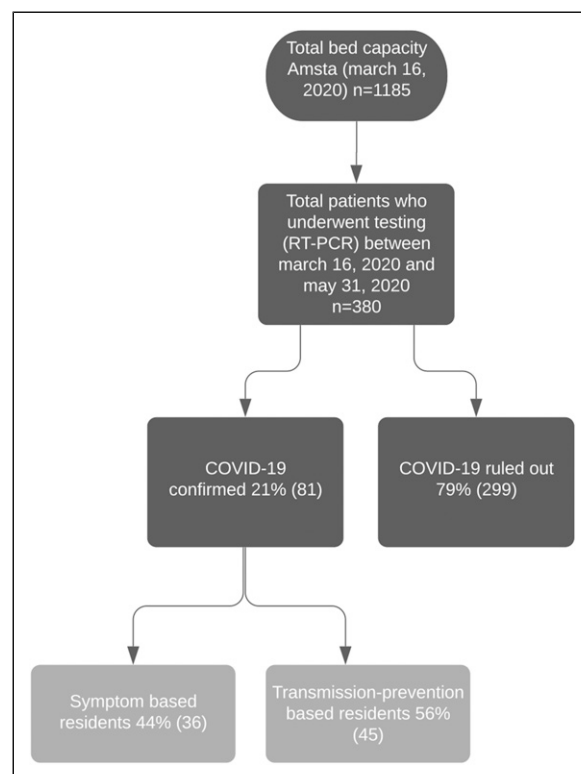 Total bed capacity
Amsta (march 16,
2020) n=1185
Total patients who
underwent testing
(RT-PCR) between
march 16, 2020 and
may 31, 2020
n=380
COVID-19
confirmed 21% (81)
COVID-19 ruled out
79% (299)
Symptom based
residents 44% (36)
Transmission-prevention
based residents 56%
(45)